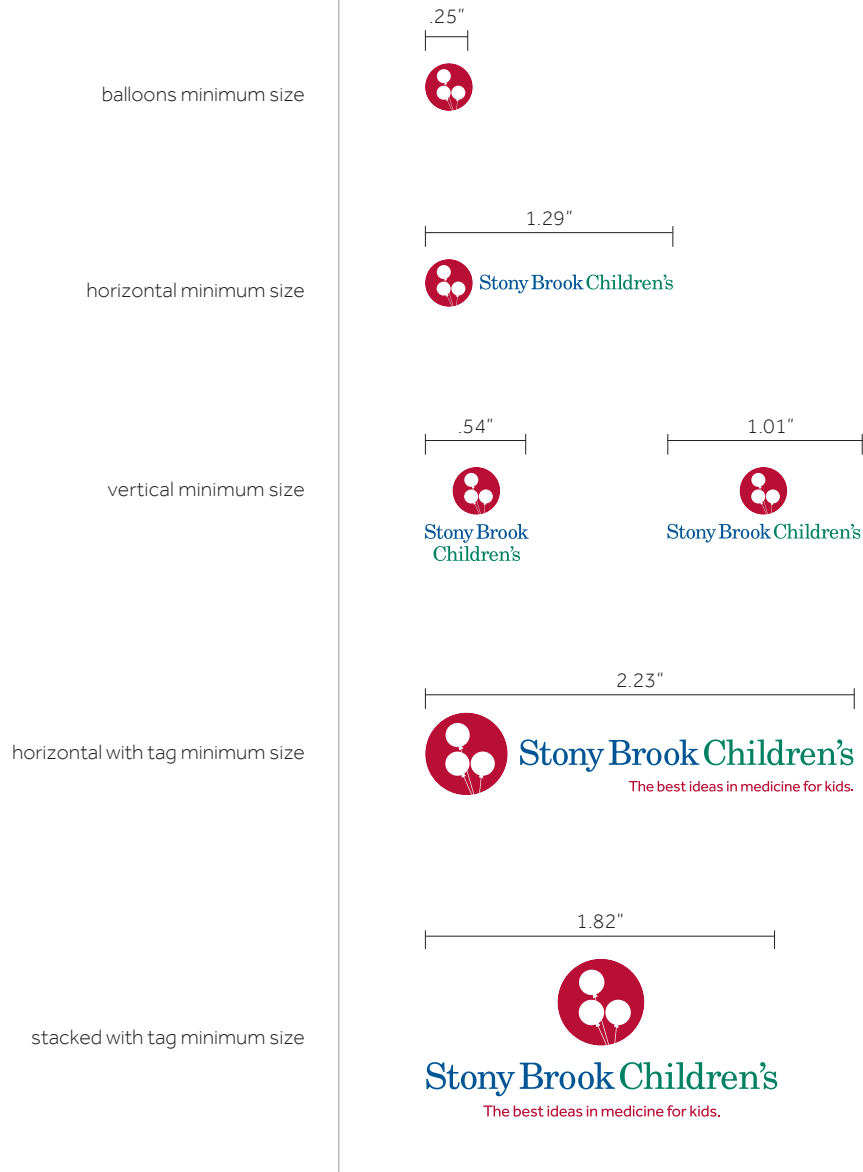 .25”
balloons minimum size
1.29”
horizontal minimum size
Stony Brook Children’s
.54”
1.01”
vertical minimum size
Stony Brook
Children’s
Stony Brook Children’s
2.23”
horizontal with tag minimum size
Stony Brook Children’s
The best ideas in medicine for kids.
1.82”
stacked with tag minimum size
Stony Brook Children’s
The best ideas in medicine for kids.